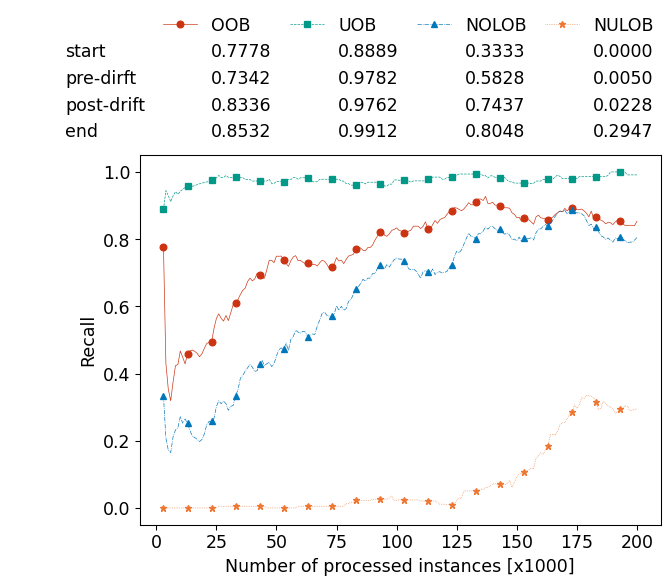 OOB UOB NOLOB NULOB
start 0.7778 0.8889 0.3333 0.0000
pre-dirft 0.7342 0.9782 0.5828 0.0050
post-drift 0.8336 0.9762 0.7437 0.0228
end 0.8532 0.9912 0.8048 0.2947
1.0
0.8
0.6
0.4
0.2
0.0
Recall
0 25 50 75 100 125 150 175 200
Number of processed instances [x1000]